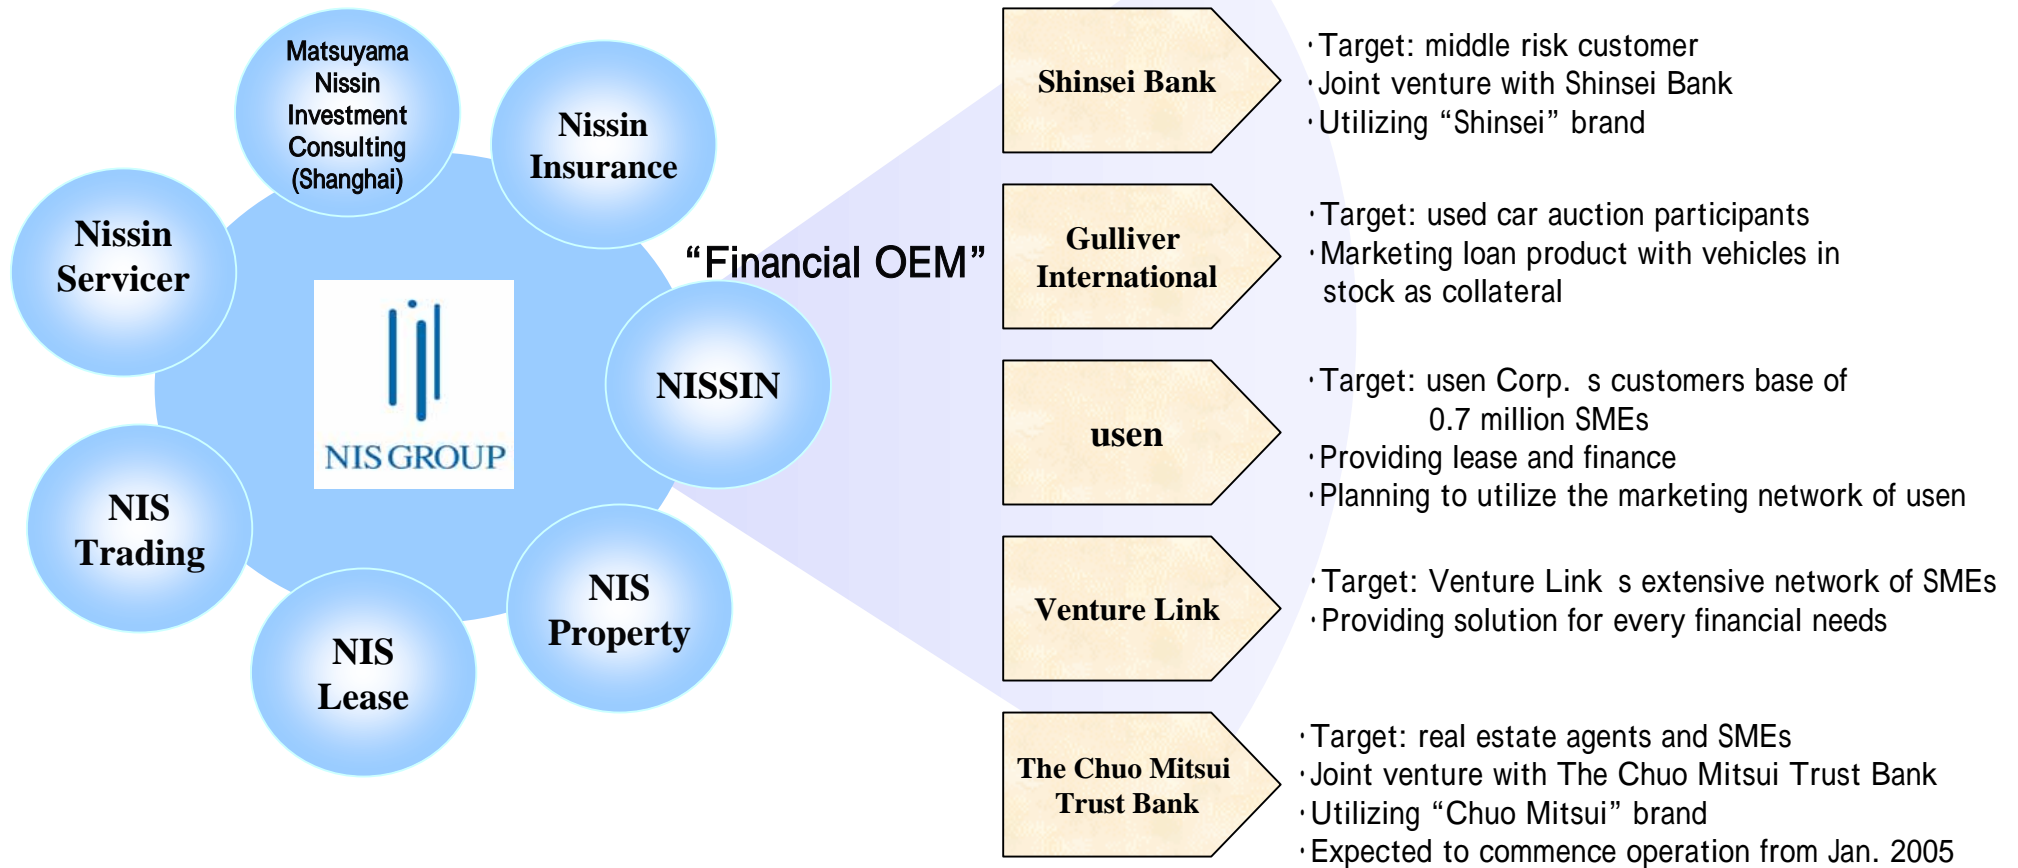 Matsuyama
Nissin
Investment
Consulting
(Shanghai)
Nissin
Insurance
Nissin
Servicer
NIS GROUP
NISSIN
NIS
Trading
NIS
Lease
NIS
Property
“Financial OEM”
Shinsei Bank
・Target: middle risk customer
・Joint venture with Shinsei Bank
・Utilizing “Shinsei” brand
Gulliver
International
・Target: used car auction participants
・Marketing loan product with vehicles in
stock as collateral
usen
・Target: usen Corp. s customers base of
0.7 million SMEs
・Providing lease and finance
・Planning to utilize the marketing network of usen
Venture Link
・Target: Venture Link s extensive network of SMEs
・Providing solution for every financial needs
The Chuo Mitsui
Trust Bank
・Target: real estate agents and SMEs
・Joint venture with The Chuo Mitsui Trust Bank
・Utilizing “Chuo Mitsui” brand
・Expected to commence operation from Jan. 2005